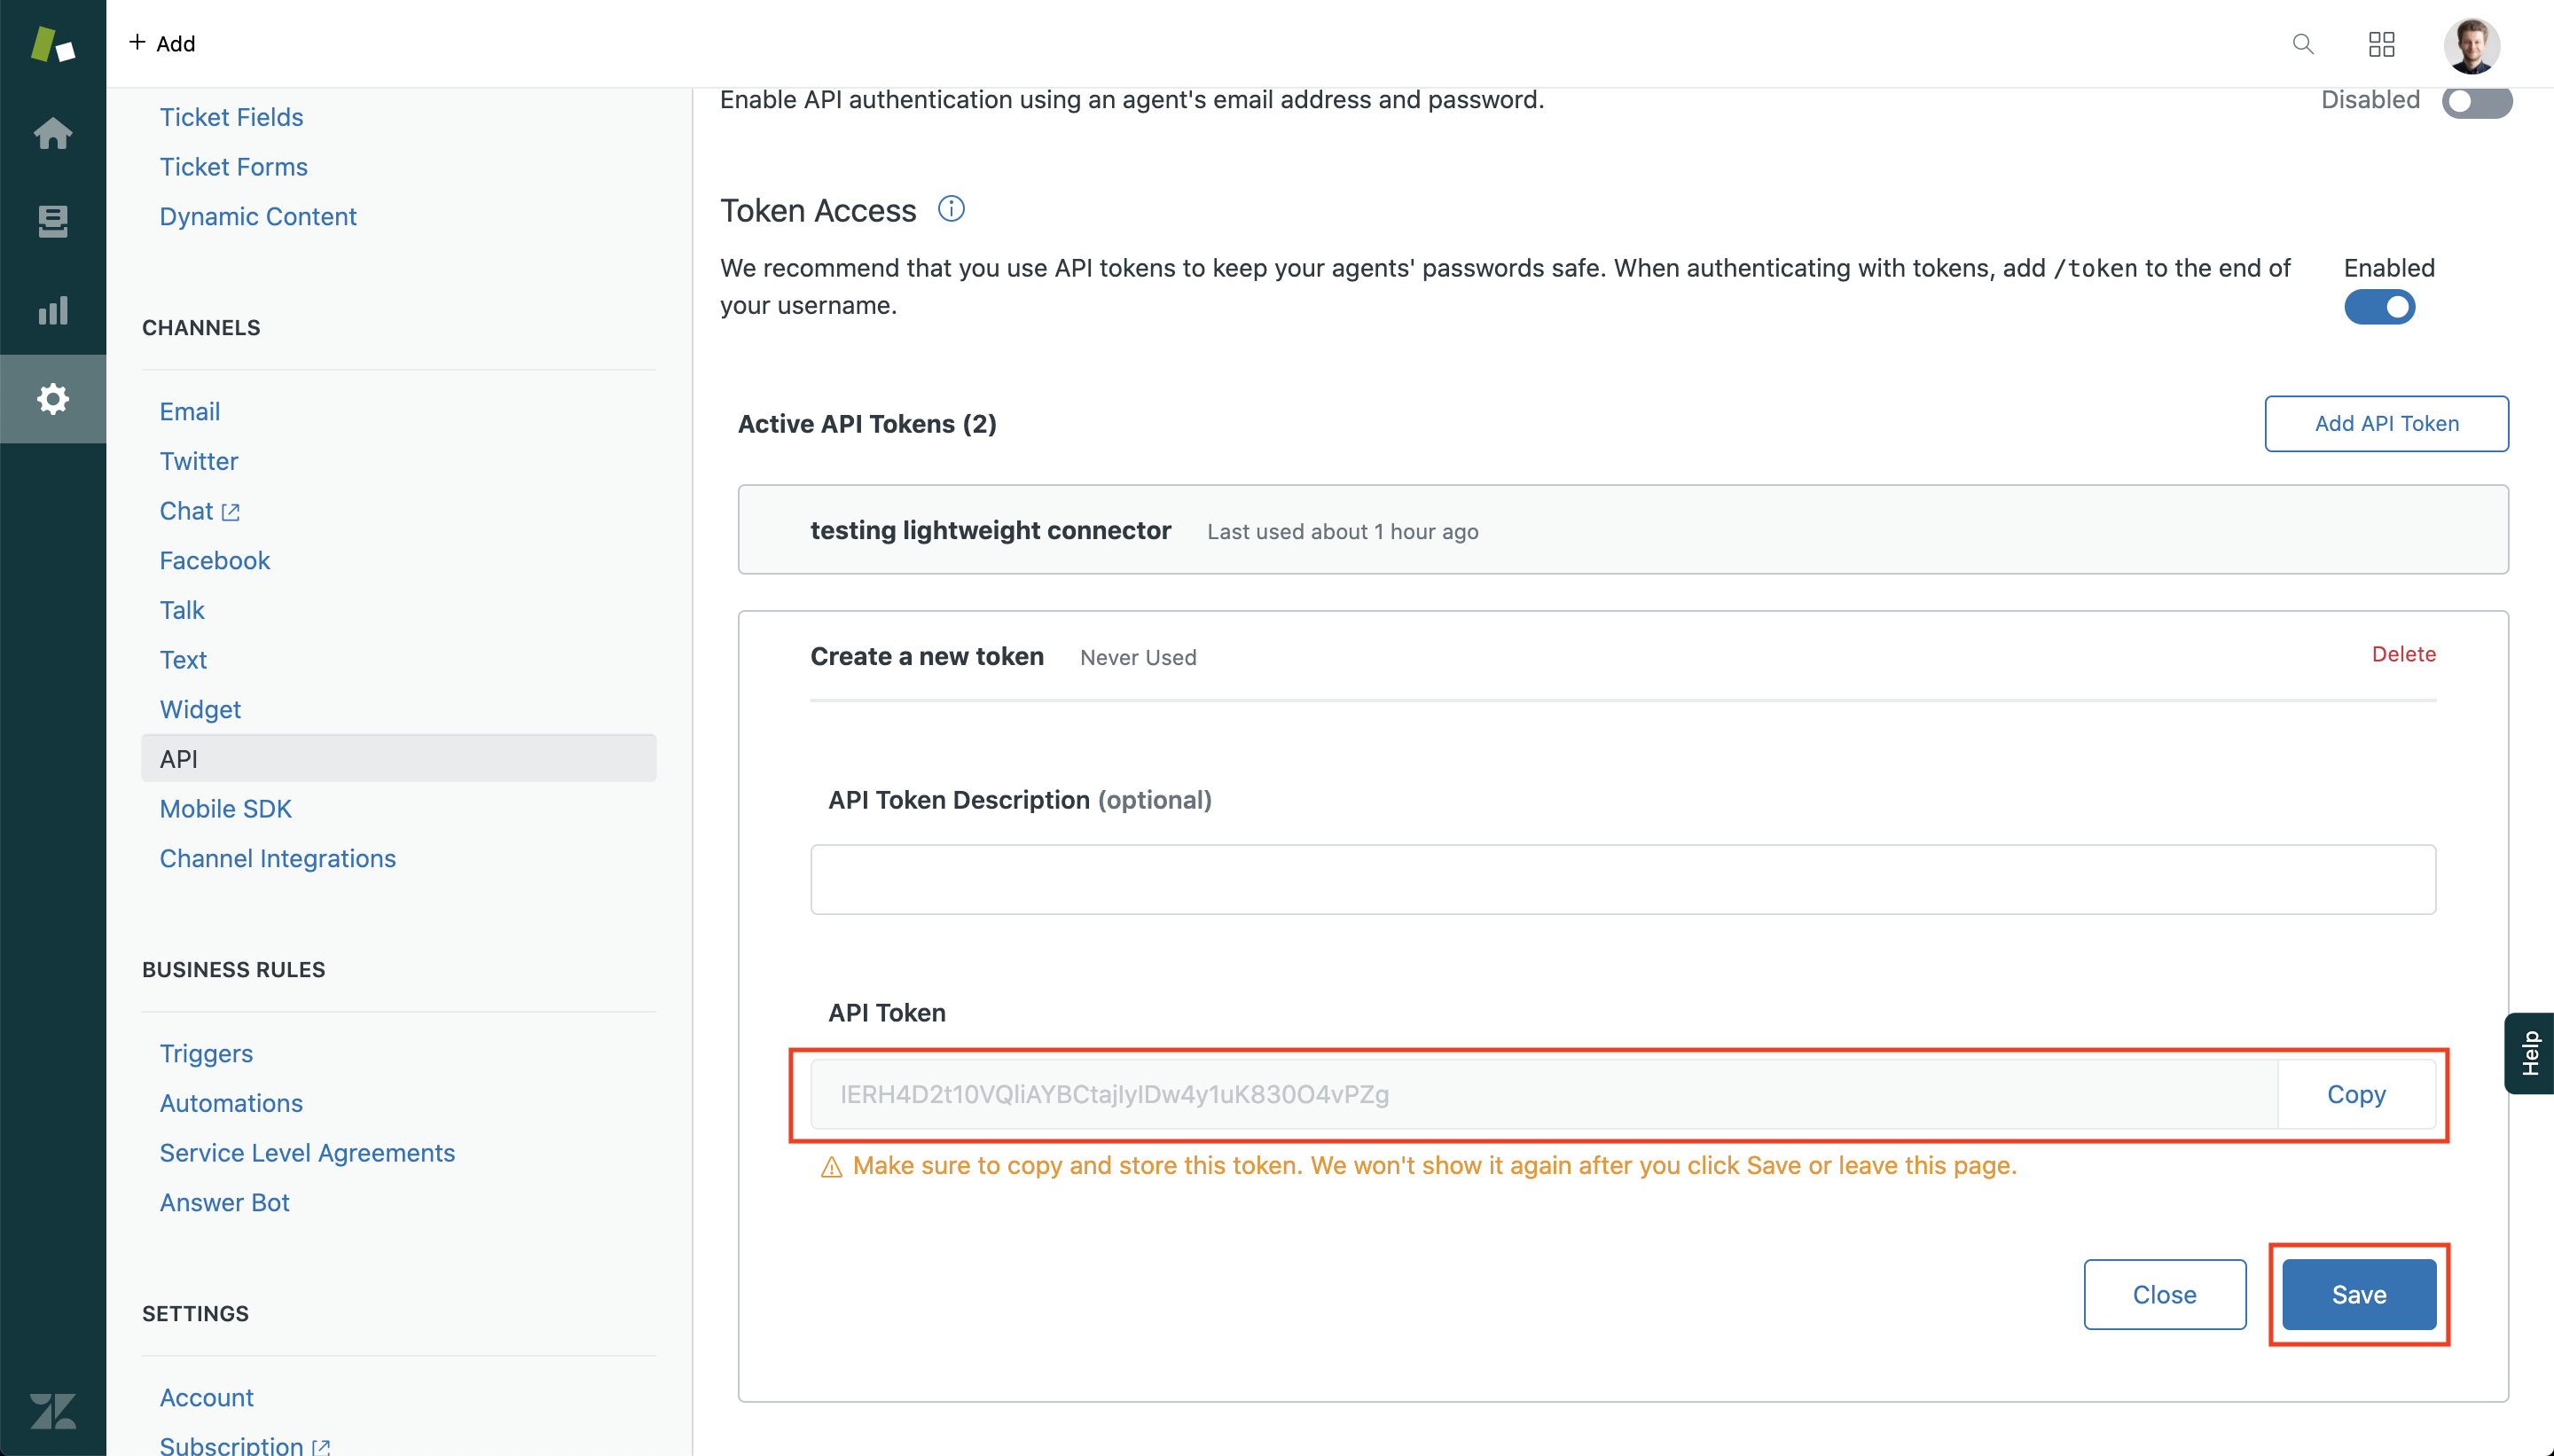 + Add
Ticket Fields
Ticket Forms
Dynamic Content
CHANNELS
Email
Twitter
Chat
Facebook
Talk
Text
Widget
API
Mobile SDK
Channel Integrations
BUSINESS RULES
Triggers
Automations
Service Level Agreements
Answer Bot
SETTINGS
Account
Subscription
Enable API authentication using an agent's email address and password.
Disabled
Token Access
We recommend that you use API tokens to keep your agents' passwords safe. When authenticating with tokens, add /token to the end of
your username.
Enabled
Active API Tokens (2)
Add API Token
testing lightweight connector Last used about 1 hour ago
Create a new token Never Used
Delete
API Token Description (optional)
API Token
IERH4D2t10VQliAYBCtajIyIDw4y1uK830O4vPZg
Copy
Make sure to copy and store this token. We won't show it again after you click Save or leave this page.
Close
Save
Help